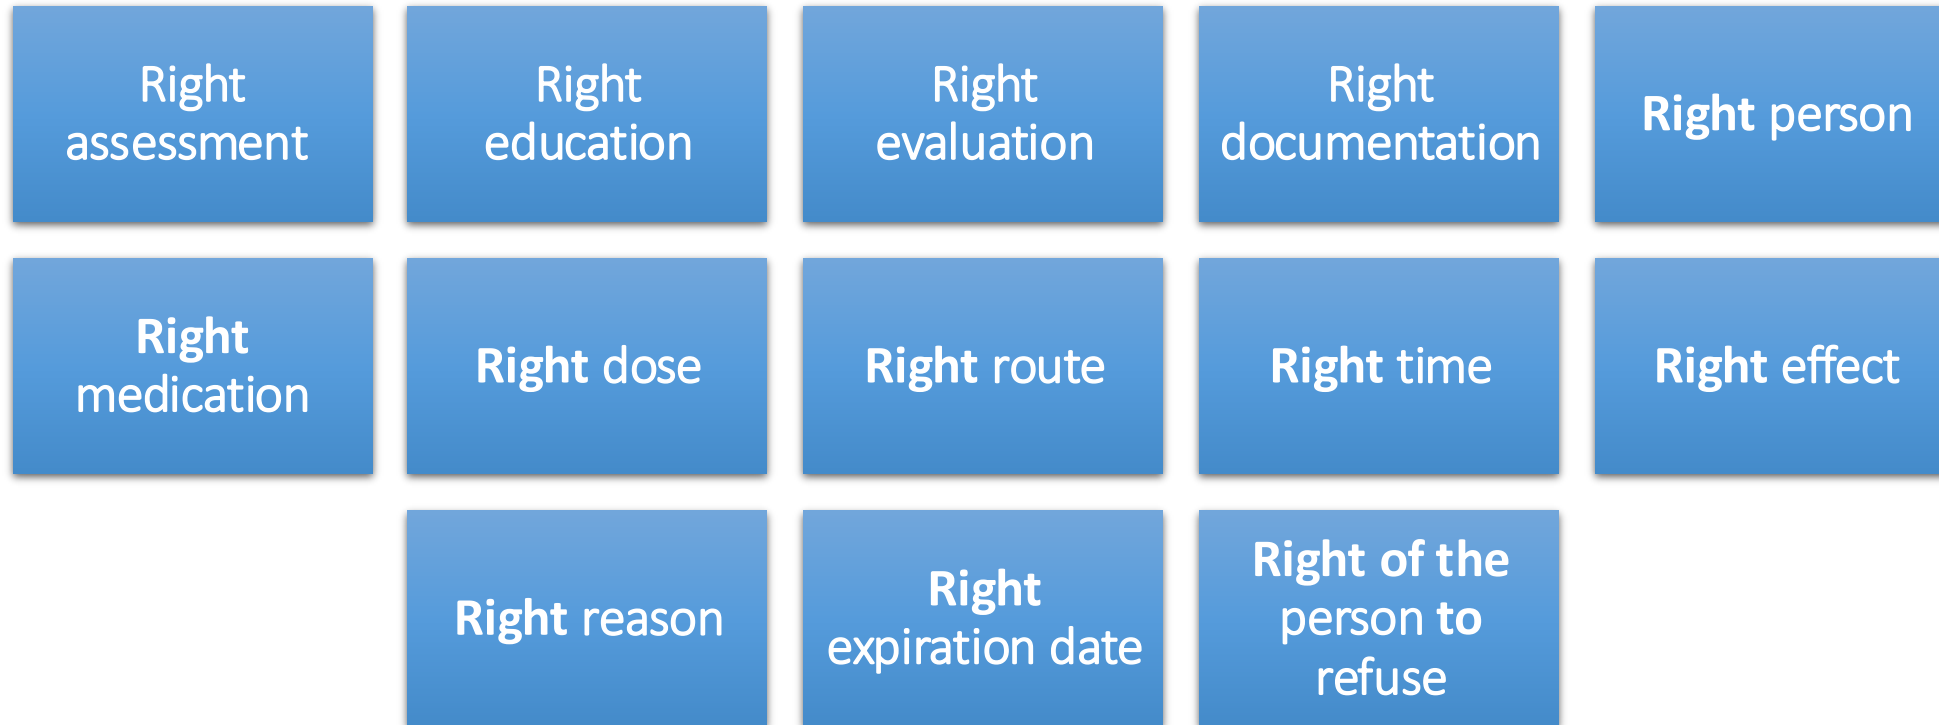 Right
assessment
Right
education
Right
evaluation
Right
documentation
Right person
Right
medication
Right dose
Right route
Right time
Right effect
Right reason
Right
expiration date
Right of the
person to
refuse